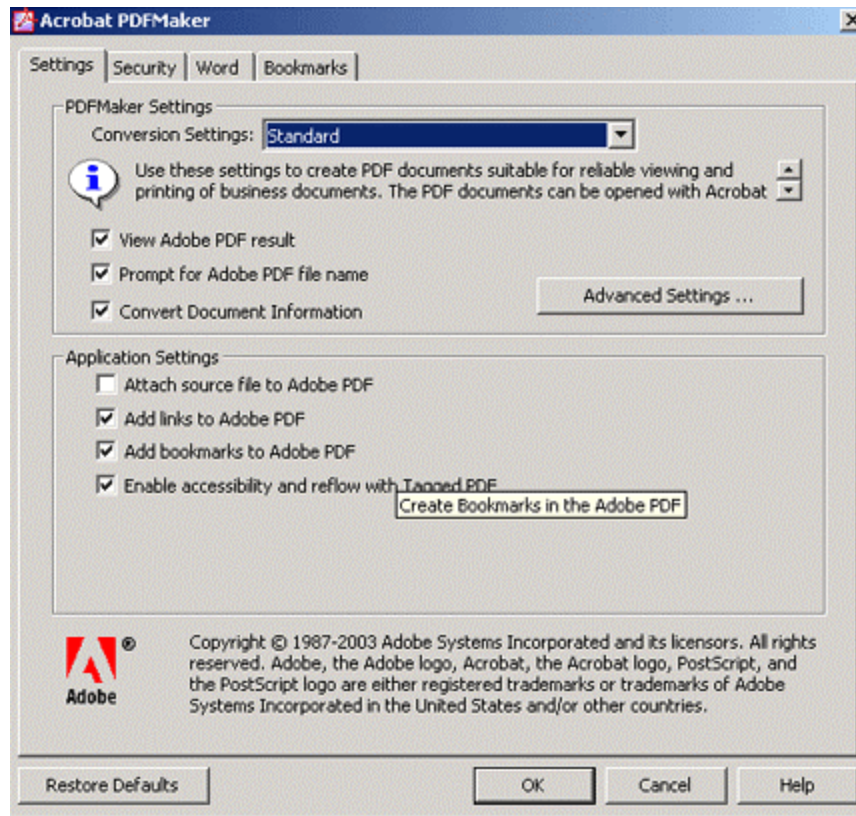 Acrobat PDFMaker
Settings Security Word Bookmarks
PDFMaker Settings
Conversion Settings: Standard
Use these settings to create PDF documents suitable for reliable viewing and
printing of business documents. The PDF documents can be opened with Acrobat
View Adobe PDF result
Prompt for Adobe PDF file name
Advanced Settings ...
Convert Document Information
Application Settings
Attach source file to Adobe PDF
Add links to Adobe PDF
Add bookmarks to Adobe PDF
Enable accessibility and reflow with Tagged PDF
Create Bookmarks in the Adobe PDF
Copyright © 1987-2003 Adobe Systems Incorporated and its licensors. All rights
reserved. Adobe, the Adobe logo, Acrobat, the Acrobat logo, PostScript, and
the PostScript logo are either registered trademarks or trademarks of Adobe
Systems Incorporated in the United States and/or other countries.
®
Adobe
Restore Defaults OK Cancel Help